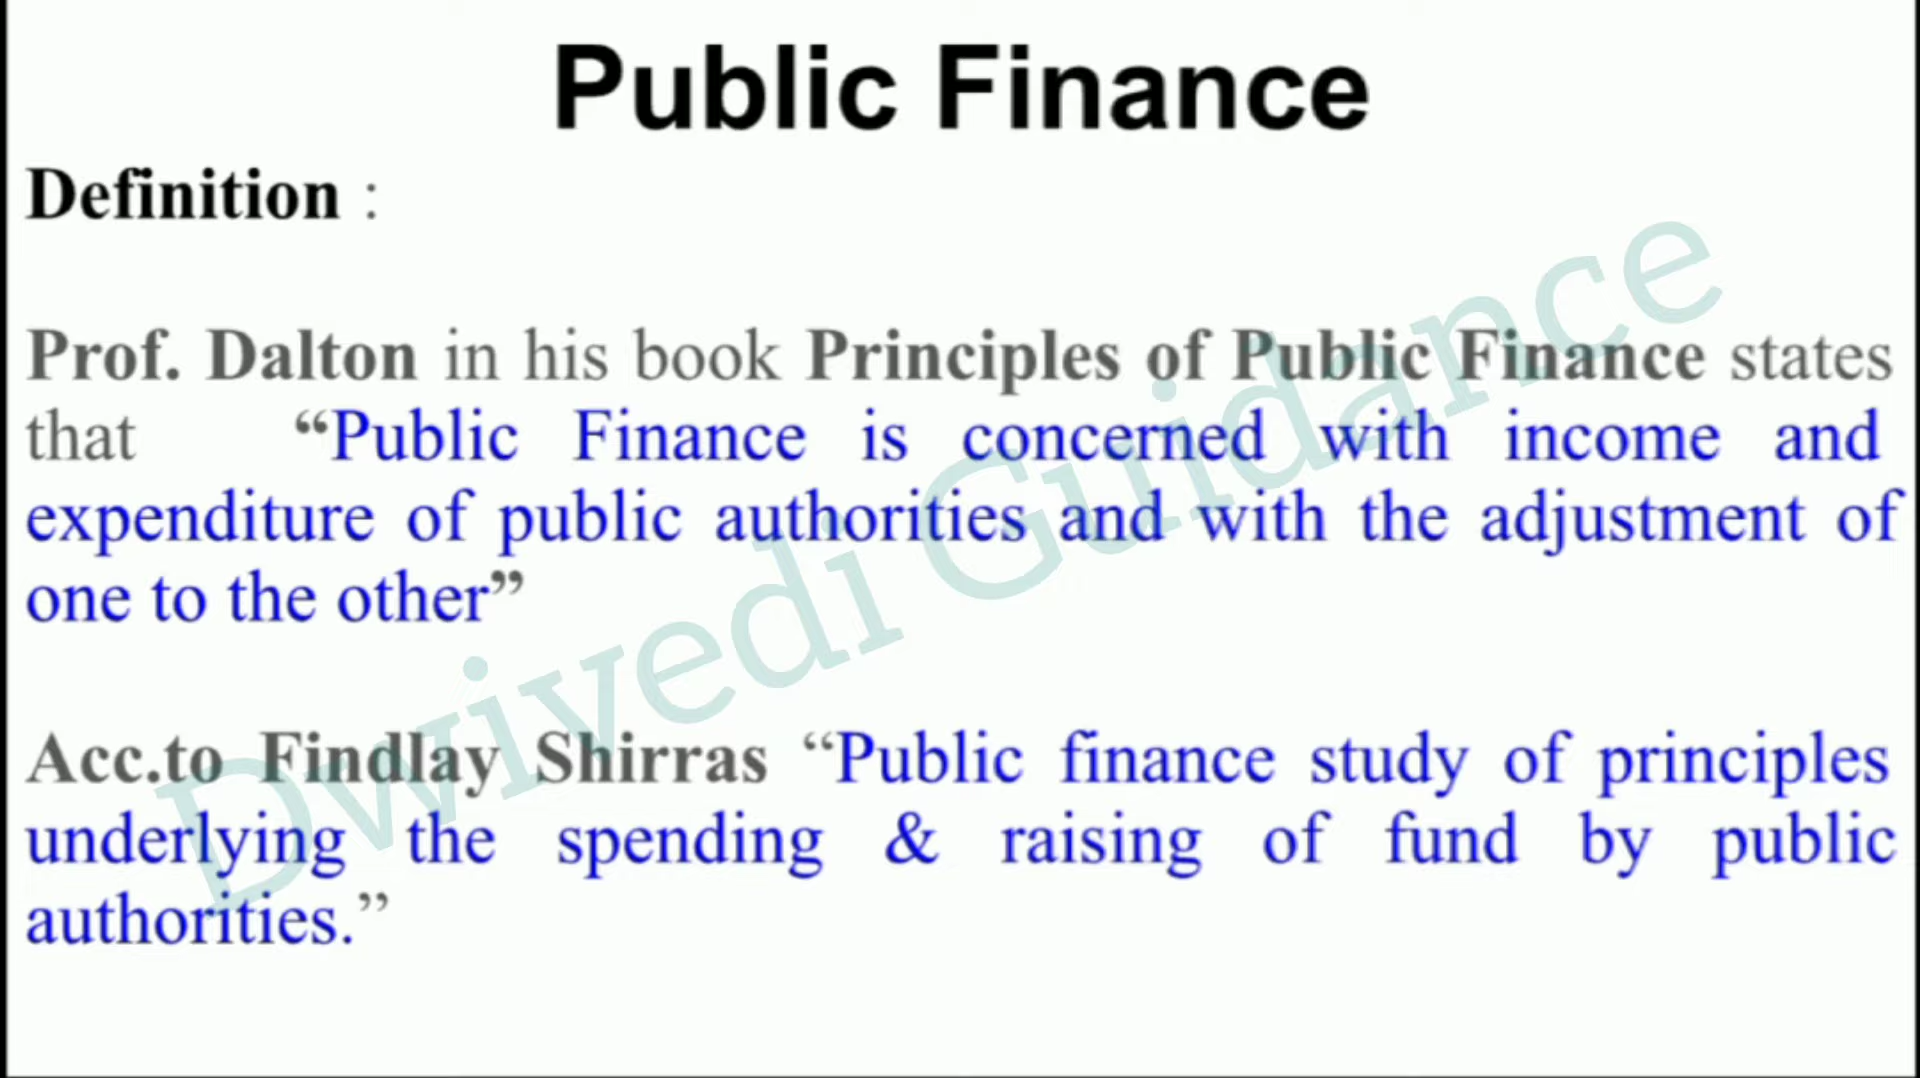 Public Finance
Definition :
Prof. Dalton in his book Principles of Public Finance states
that “Public Finance is concerned with income and
expenditure of public authorities and with the adjustment of
one to the other”
Acc.to Findlay Shirras “Public finance study of principles
underlying the spending & raising of fund by public
authorities.”
Dwivedi Guidance